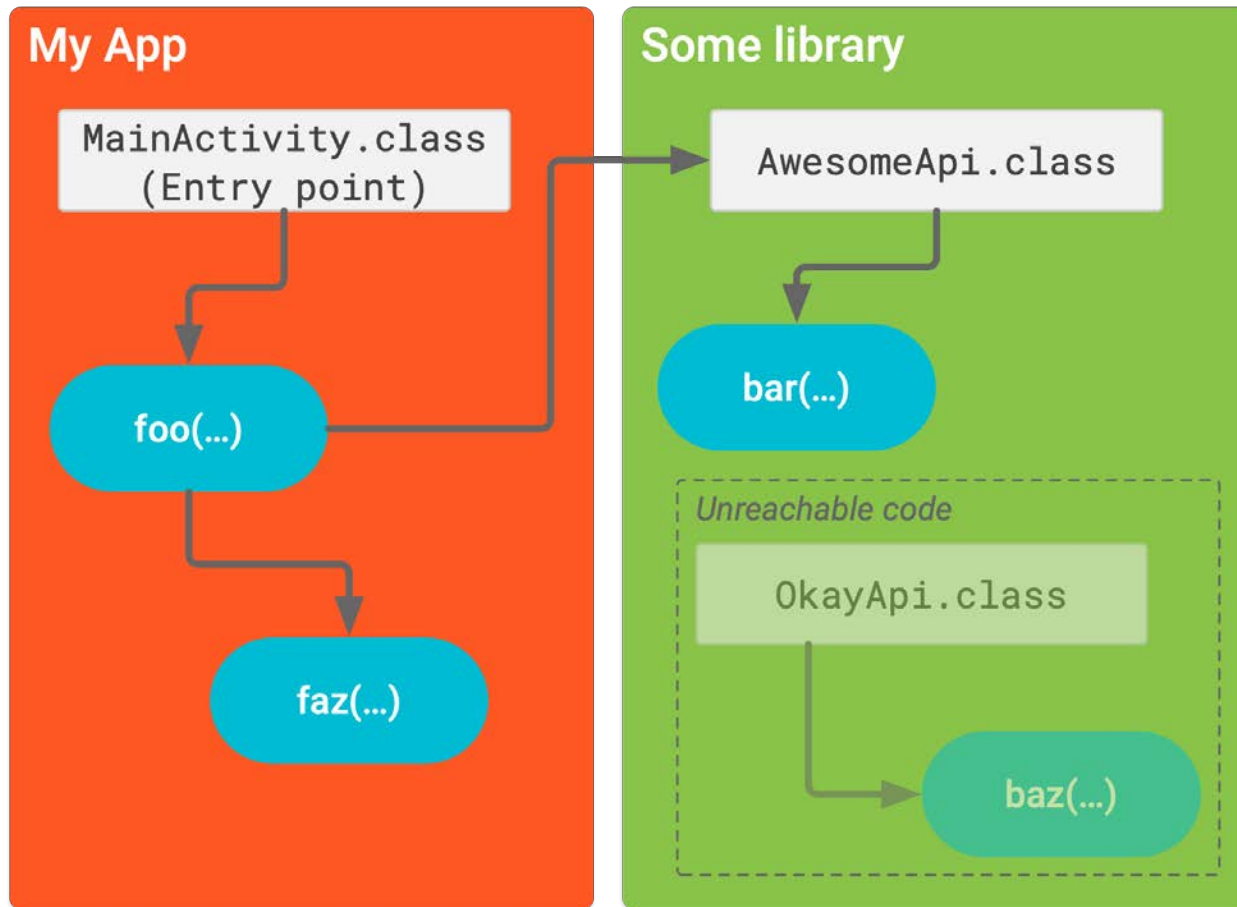 My App
MainActivity.class
(Entry point)
foo(…)
faz(…)
Some library
AwesomeApi.class
bar(…)
Unreachable code
OkayApi.class
baz(…)